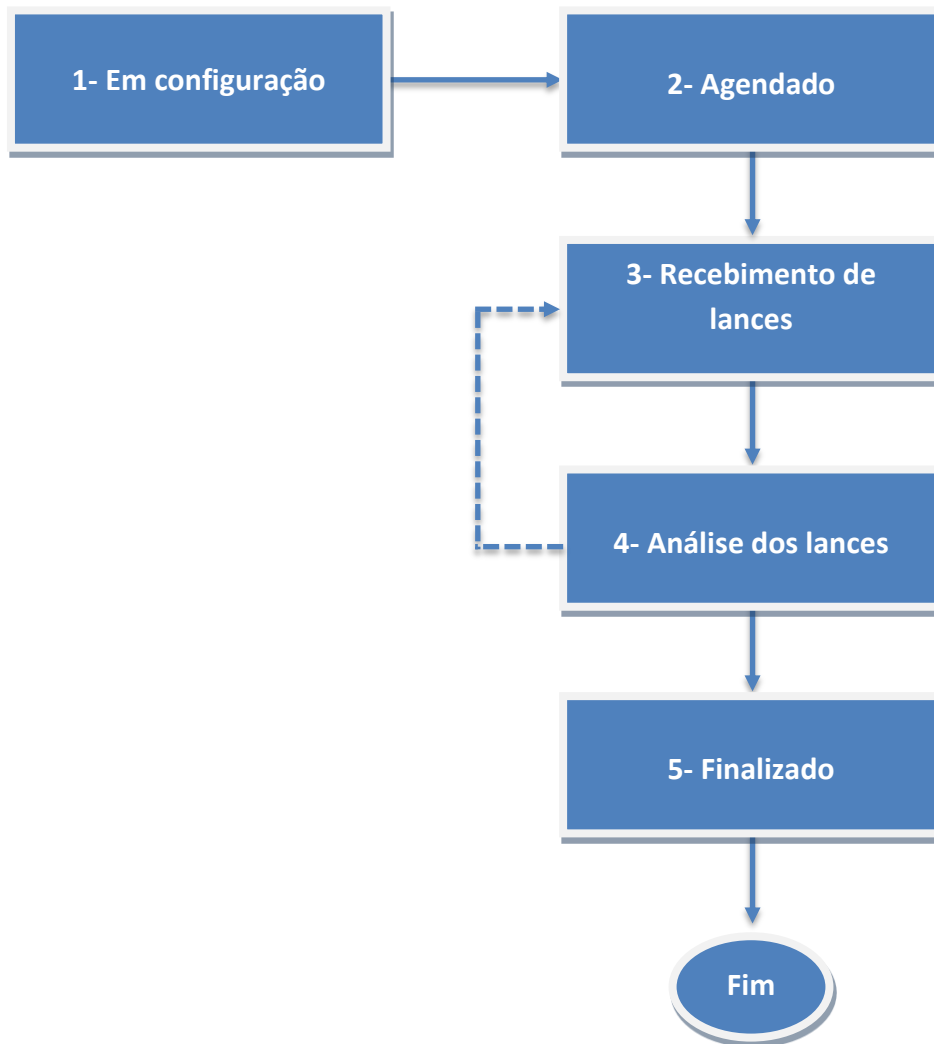 1- Em configuração
2- Agendado
3- Recebimento de
lances
4- Análise dos lances
5- Finalizado
Fim